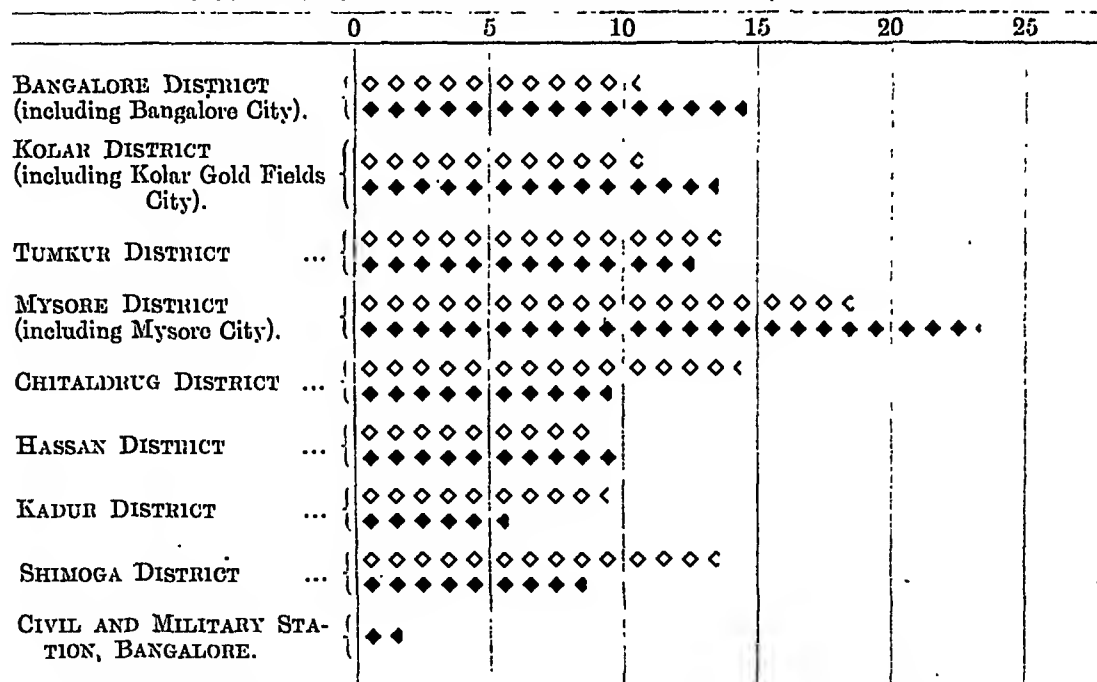 0 5 10 15 20 25
BANGALORE DISTRICT
(including Bangalore City).
KOLAR DISTRICT
(including Kolar Gold Fields
City).
TUMKUR DISTRICT ...
MYSORE DISTRICT
(including Mysore City).
CHITALDRUG DISTRICT ...
HASSAN DISTRICT ...
KADUR DISTRICT ...
SHIMOGA DISTRICT ...
CIVIL AND MILITARY STA-
TION, BANGALORE.